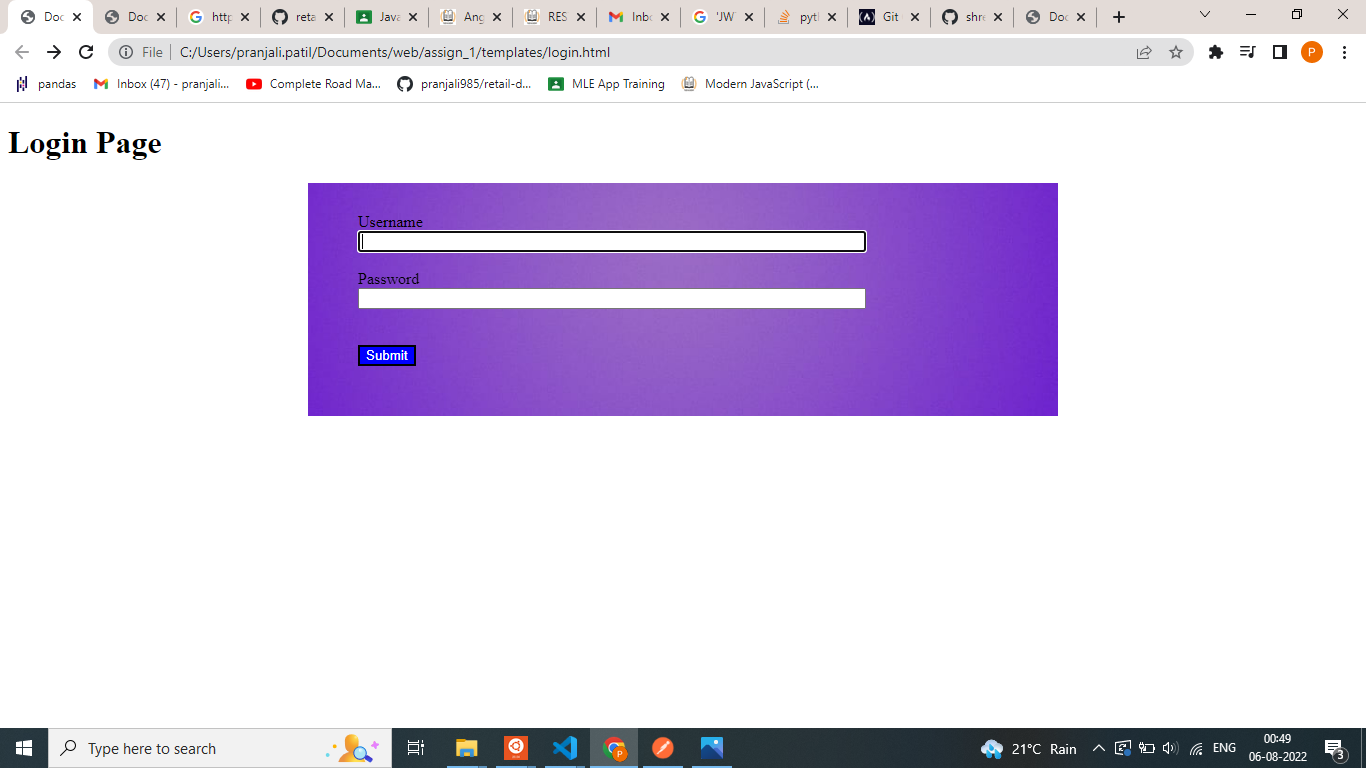 Doc
Doc
http
reta
Java
Ang
RES
Inbo
'JW
pyth
Git
shre
Doc
File
C:/Users/pranjali.patil/Documents/web/assign_1/templates/login.html
P
pandas
Inbox (47) - pranjali...
Complete Road Ma...
pranjali985/retail-d...
MLE App Training
Modern JavaScript (...
Login Page
Username
Password
Submit
Type here to search
P
21°C Rain
ENG
00:49
06-08-2022
3